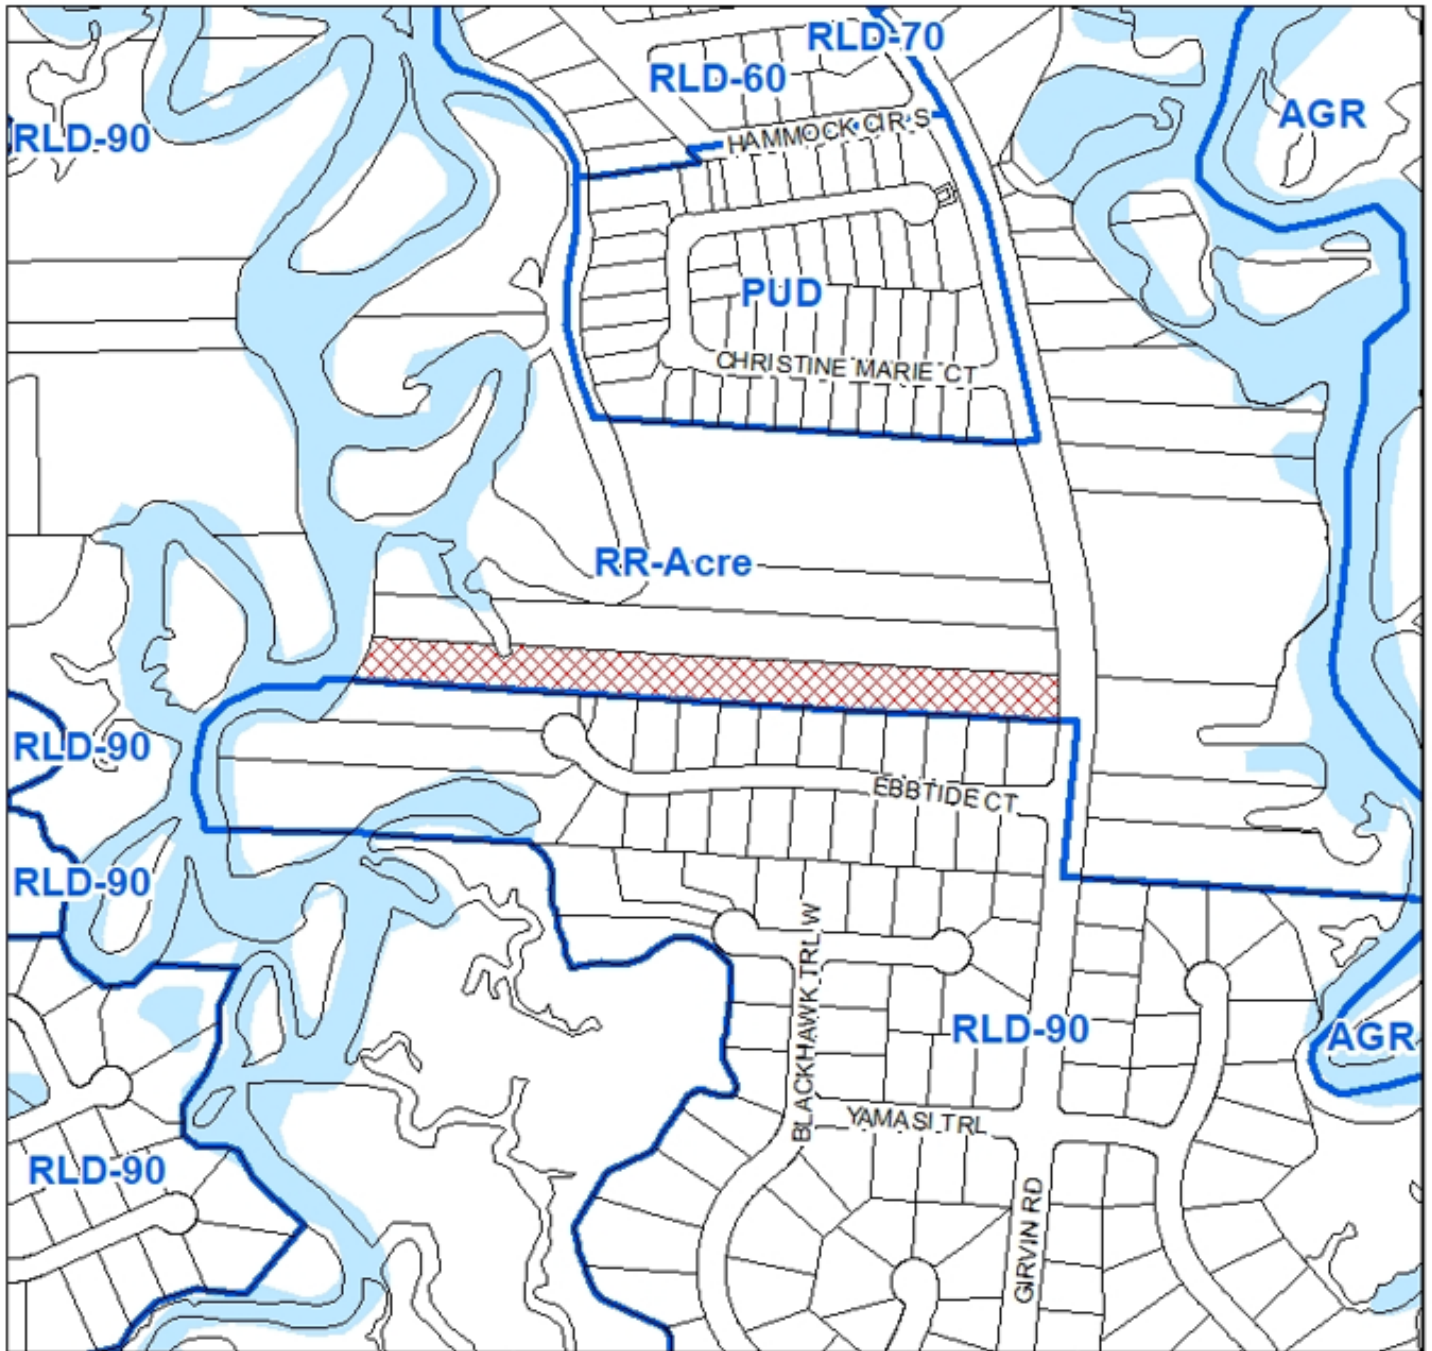 RLD-70
RLD-60
AGR
HAMMOCK CIR S
RLD-90
PUD
CHRISTINE MARIE CT
RR-Acre
RLD-90
EBBTIDE CT
RLD-90
BLACKHAWK TRL W
RLD-90
AGR
YAMASI TRL
RLD-90
GIRVIN RD